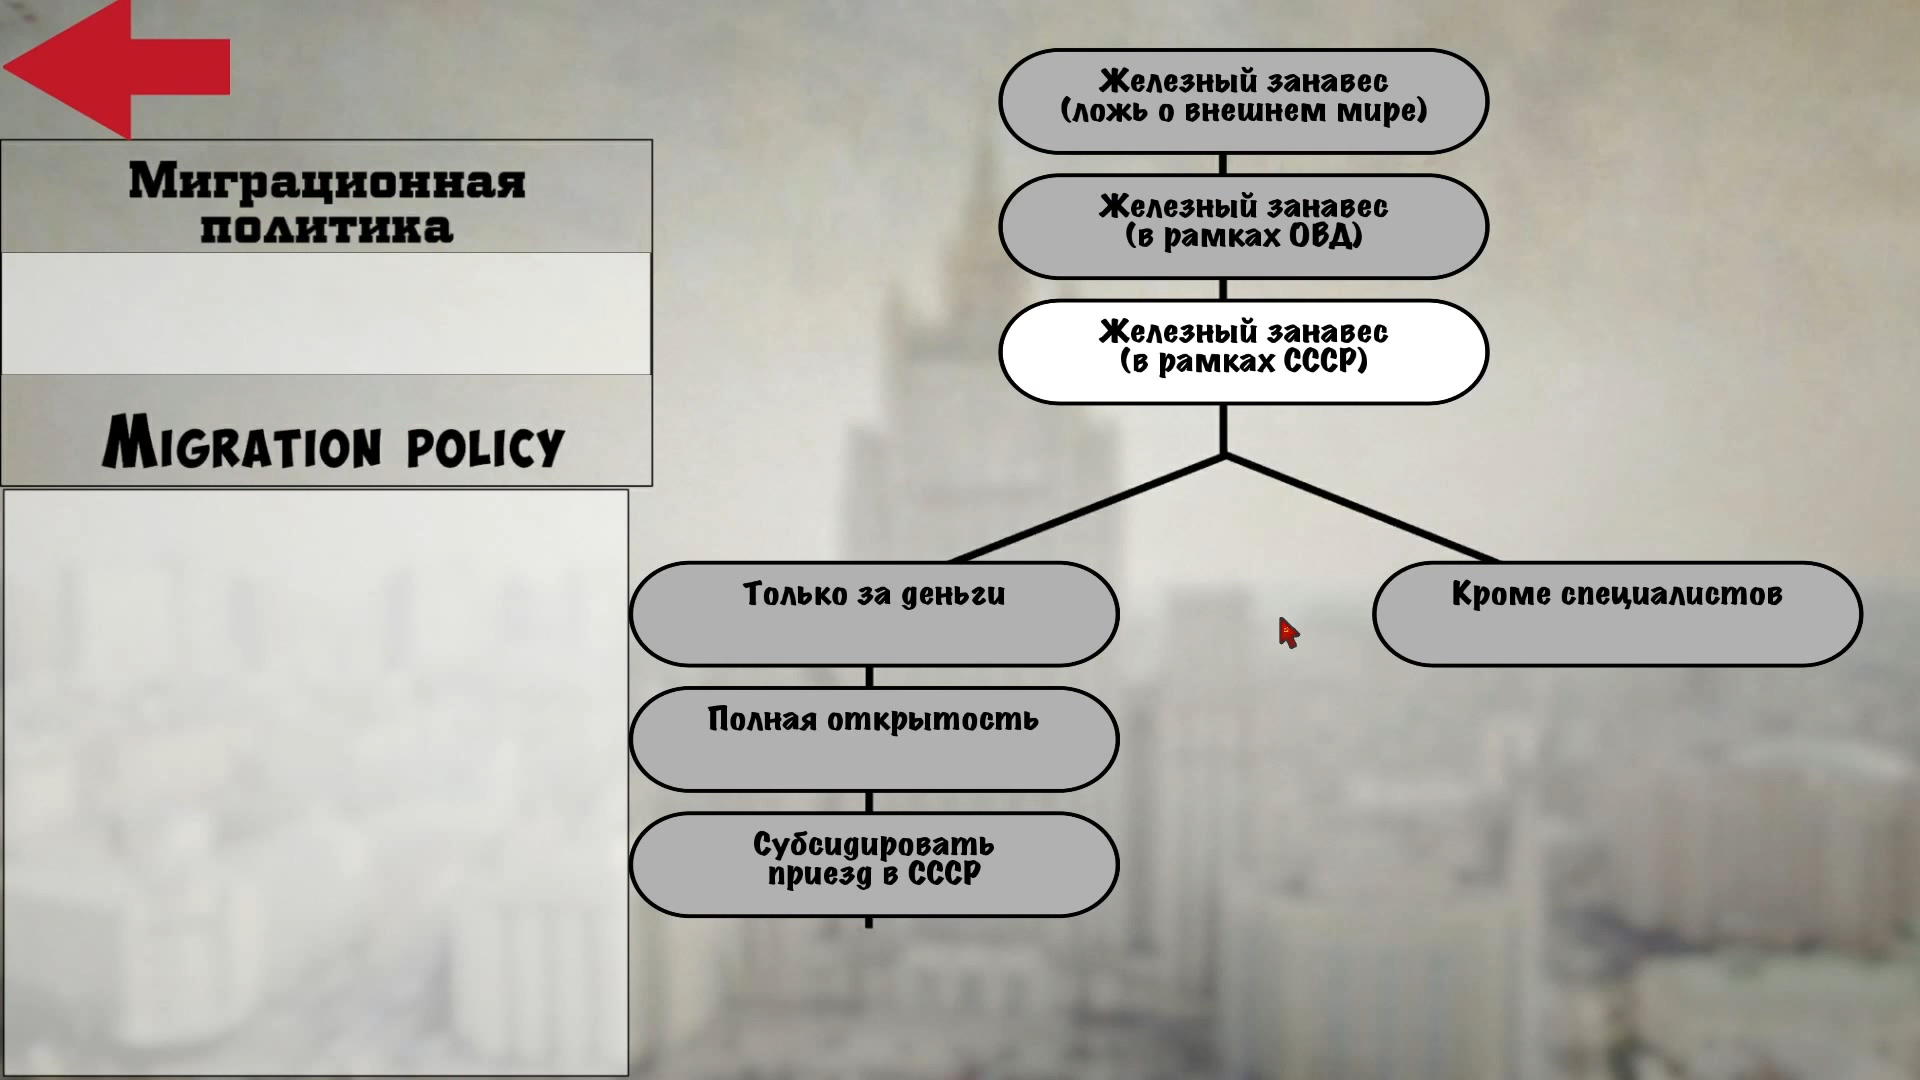 Миграционная
политика
Migration policy
Железный занавес
(ложь о внешнем мире)
Железный занавес
(в рамках ОВД)
Железный занавес
(в рамках СССР)
Только за деньги
Кроме специалистов
Полная открытость
Субсидировать
приезд в СССР